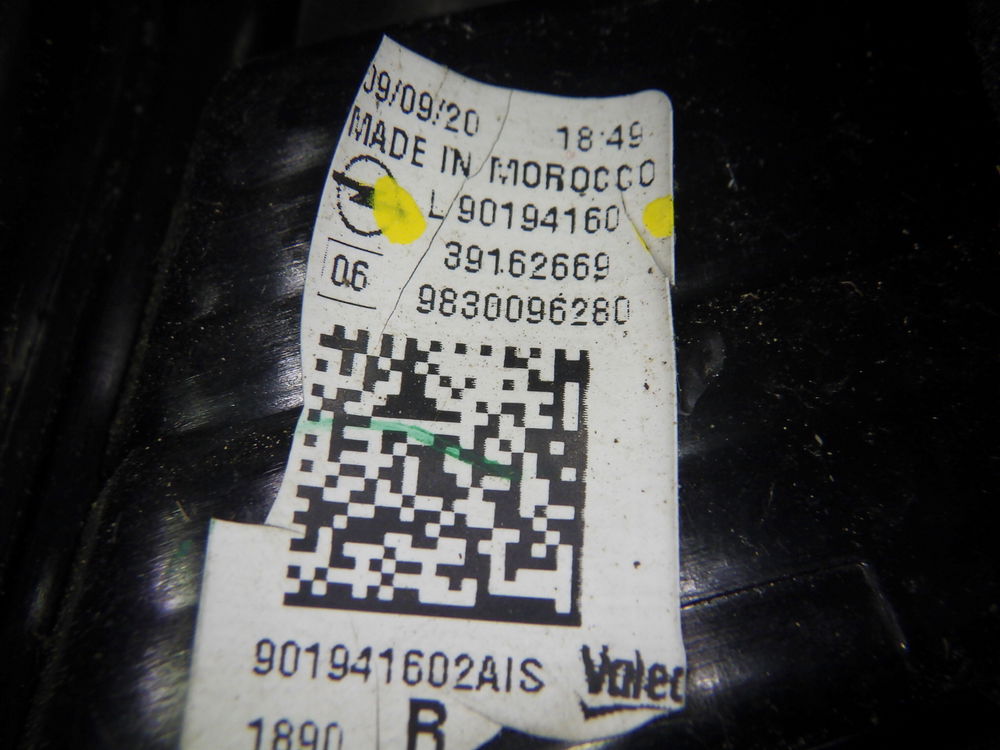 09/09/20 18:49
MADE IN MOROCCO
L 90194160
39162669
06
9830096280
901941602AIS Valeo
1890 R